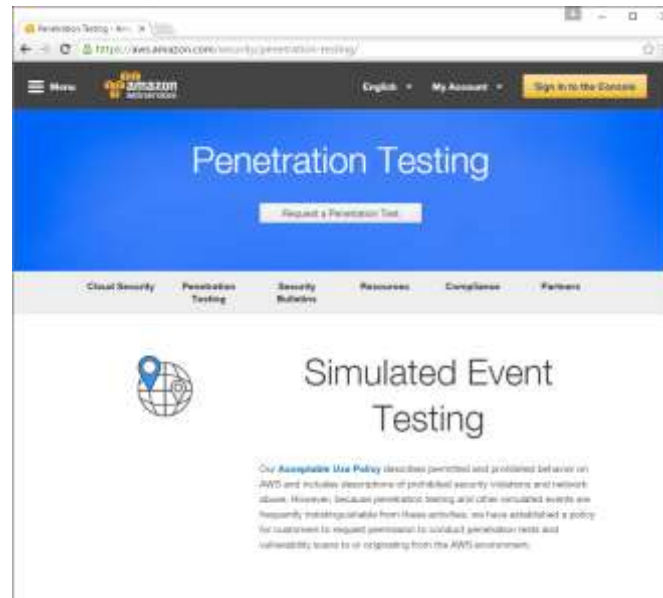 Penetration Testing - Am
https://aws.amazon.com/security/penetration-testing/
Menu
amazon
webservices
English
My Account
Sign In to the Console
Penetration Testing
Request a Penetration Test
Cloud Security
Penetration
Testing
Security
Bulletins
Resources
Compliance
Partners
Simulated Event
Testing
Our Acceptable Use Policy describes permitted and prohibited behavior on
AWS and includes descriptions of prohibited security violations and network
abuse. However, because penetration testing and other simulated events are
frequently indistinguishable from these activities, we have established a policy
for customers to request permission to conduct penetration tests and
vulnerability scans to or originating from the AWS environment.